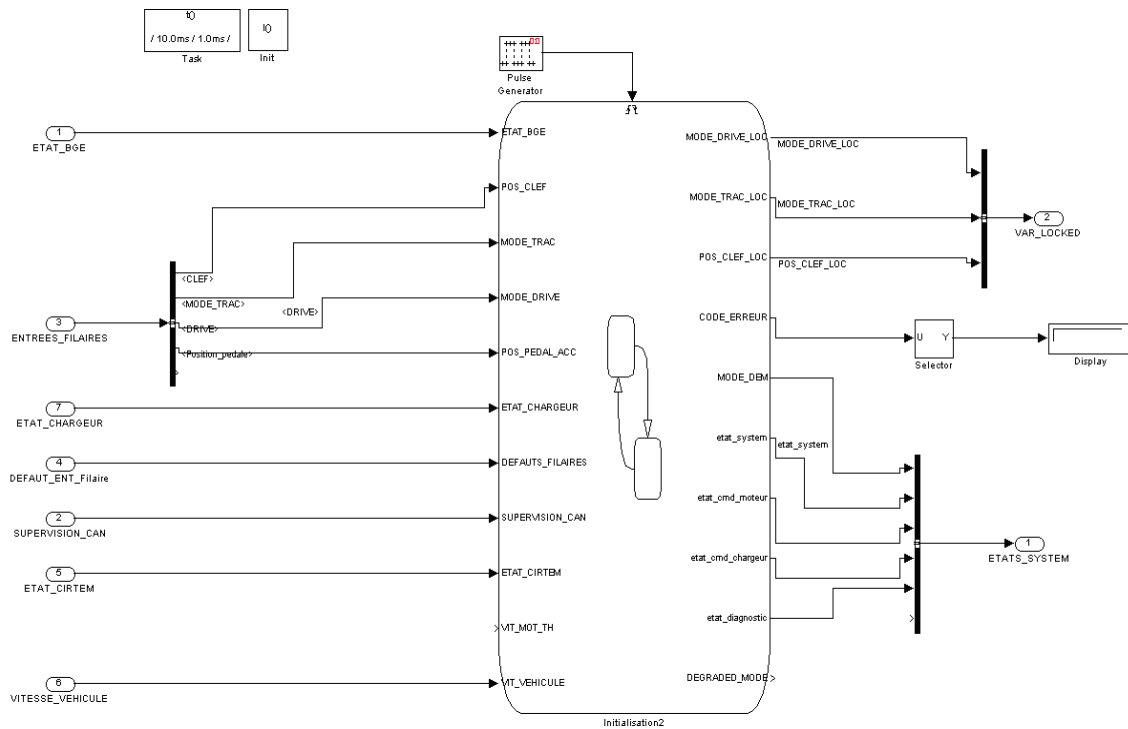 t()
/ 10.0ms / 1.0ms /
Task
I()
Init
Pulse
Generator
1
ETAT_BGE
3
ENTREES_FILAIRES
7
ETAT_CHARGEUR
4
DEFAUT_ENT_Filaire
2
SUPERVISION_CAN
5
ETAT_CIRTEM
6
VITESSE_VEHICULE
<CLEF>
<MODE_TRAC>
<DRIVE>
<DRIVE>
<Position_pedale>
ETAT_BGE
POS_CLEF
MODE_TRAC
MODE_DRIVE
POS_PEDAL_ACC
ETAT_CHARGEUR
DEFAUTS_FILAIRES
SUPERVISION_CAN
ETAT_CIRTEM
VIT_MOT_TH
VIT_VEHICULE
MODE_DRIVE_LOC
MODE_TRAC_LOC
POS_CLEF_LOC
CODE_ERREUR
MODE_DEM
etat_system
etat_cmd_moteur
etat_cmd_chargeur
etat_diagnostic
DEGRADED_MODE
Initialisation2
MODE_DRIVE_LOC
MODE_TRAC_LOC
POS_CLEF_LOC
etat_system
2
VAR_LOCKED
U Y
Selector
Display
1
ETATS_SYSTEM